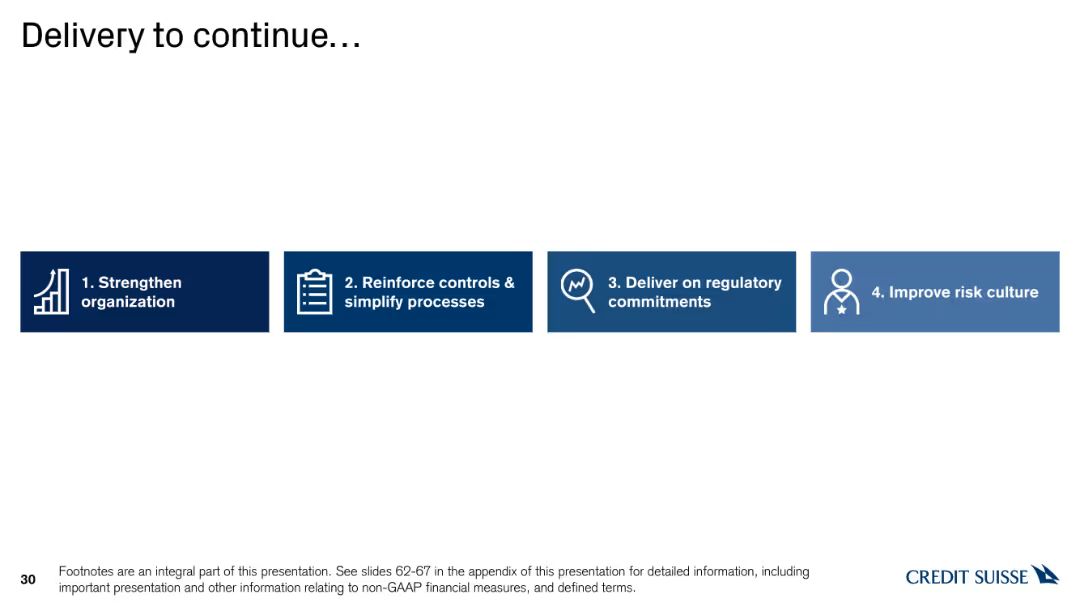 Delivery to continue…
1. Strengthen
organization
2. Reinforce controls &
simplify processes
3. Deliver on regulatory
commitments
4. Improve risk culture
30
Footnotes are an integral part of this presentation. See slides 62-67 in the appendix of this presentation for detailed information, including
important presentation and other information relating to non-GAAP financial measures, and defined terms.
CREDIT SUISSE